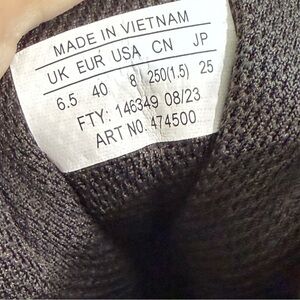 MADE IN VIETNAM
UK EUR USA CN JP
6.5 40 8 250(1.5) 25
FTY: 146349 08/23
ART NO. 474500